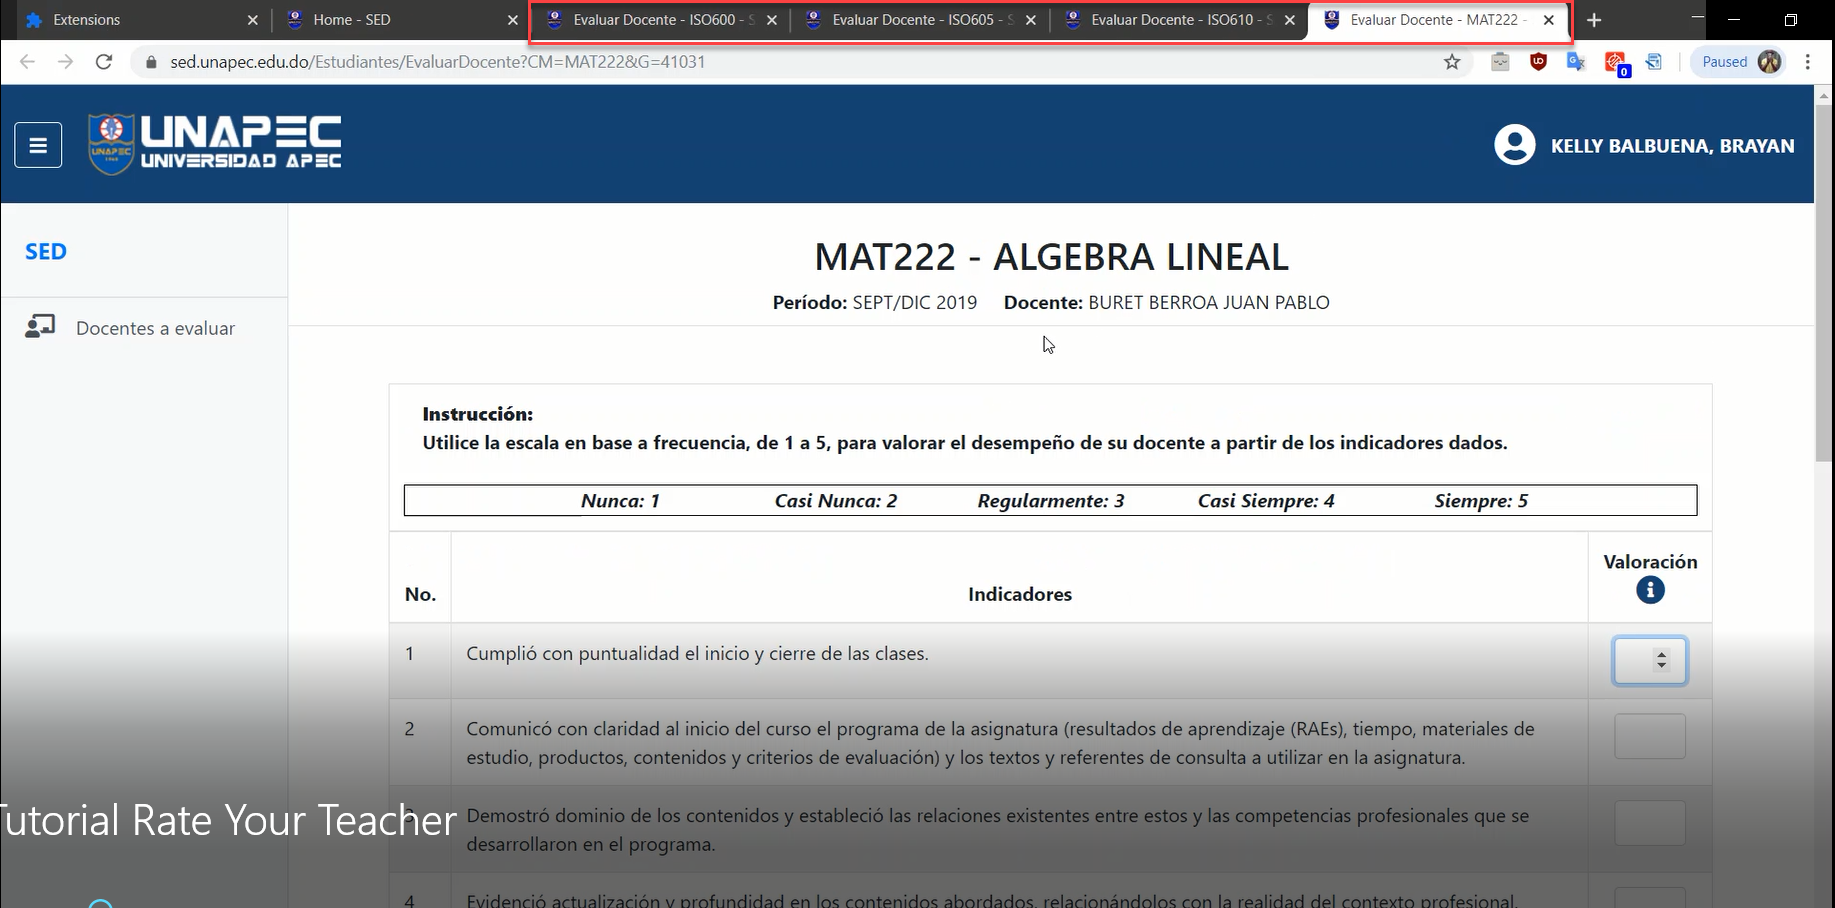 Extensions
Home - SED
Evaluar Docente - ISO600 - S
Evaluar Docente - ISO605 - S
Evaluar Docente - ISO610 - S
Evaluar Docente - MAT222 -
sed.unapec.edu.do/Estudiantes/EvaluarDocente?CM=MAT222&G=41031
0
Paused
UNAPEC
UNAPEC
UNIVERSIDAD APEC
KELLY BALBUENA, BRAYAN
SED
Docentes a evaluar
MAT222 - ALGEBRA LINEAL
Período: SEPT/DIC 2019 Docente: BURET BERROA JUAN PABLO
Instrucción:
Utilice la escala en base a frecuencia, de 1 a 5, para valorar el desempeño de su docente a partir de los indicadores dados.
Nunca: 1 Casi Nunca: 2 Regularmente: 3 Casi Siempre: 4 Siempre: 5
No. Indicadores Valoración
1 Cumplió con puntualidad el inicio y cierre de las clases.
2 Comunicó con claridad al inicio del curso el programa de la asignatura (resultados de aprendizaje (RAEs), tiempo, materiales de
estudio, productos, contenidos y criterios de evaluación) y los textos y referentes de consulta a utilizar en la asignatura.
3 Demostró dominio de los contenidos y estableció las relaciones existentes entre estos y las competencias profesionales que se
desarrollaron en el programa.
Tutorial Rate Your Teacher
4 Evidenció actualización y profundidad en los contenidos abordados, relacionándolos con la realidad del contexto profesional.